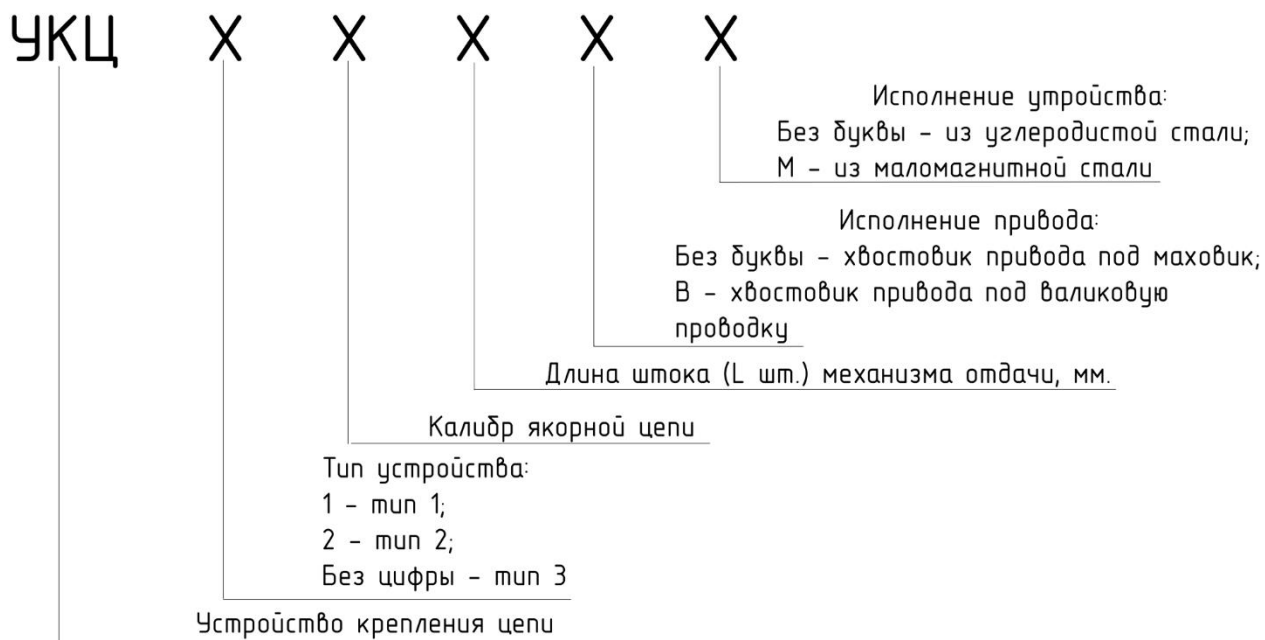 УКЦ Х Х Х Х Х
Исполнение утройства:
Без буквы - из углеродистой стали;
М - из маломагнитной стали
Исполнение привода:
Без буквы - хвостовик привода под маховик;
В - хвостовик привода под валиковую
проводку
Длина штока (L шт.) механизма отдачи, мм.
Калибр якорной цепи
Тип устройства:
1 - тип 1;
2 - тип 2;
Без цифры - тип 3
Устройство крепления цепи